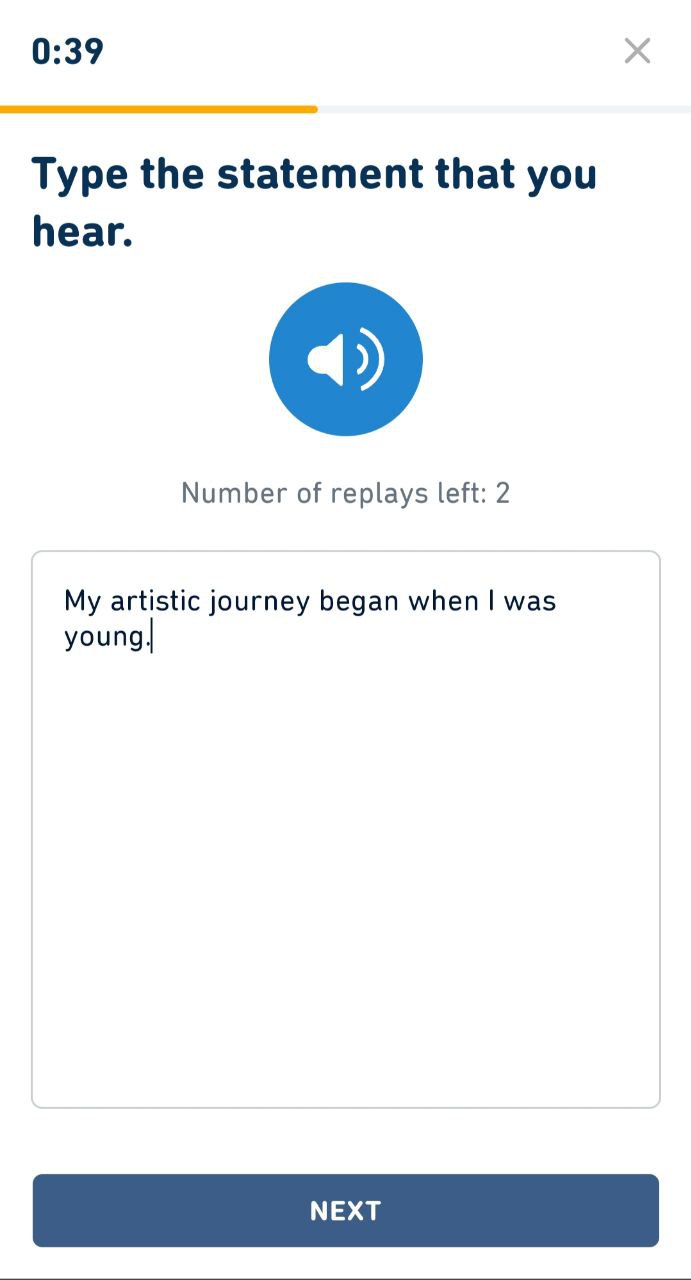 0:39
Type the statement that you
hear.
Number of replays left: 2
My artistic journey began when I was
young.
NEXT